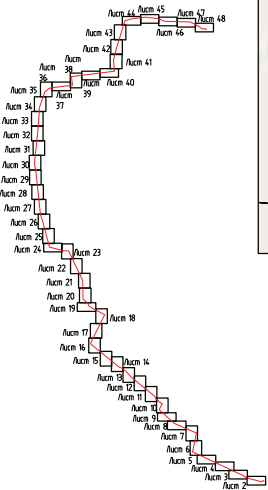 Лист 44
Лист 45
Лист 47
Лист 48
Лист 43
Лист 46
Лист 42
Лист 41
Лист 38
Лист 40
Лист 39
Лист 36
Лист 37
Лист 35
Лист 34
Лист 33
Лист 32
Лист 31
Лист 30
Лист 29
Лист 28
Лист 27
Лист 26
Лист 25
Лист 24
Лист 23
Лист 22
Лист 21
Лист 20
Лист 19
Лист 18
Лист 17
Лист 16
Лист 15
Лист 14
Лист 13
Лист 12
Лист 11
Лист 10
Лист 9
Лист 8
Лист 7
Лист 6
Лист 5
Лист 4
Лист 3
Лист 2